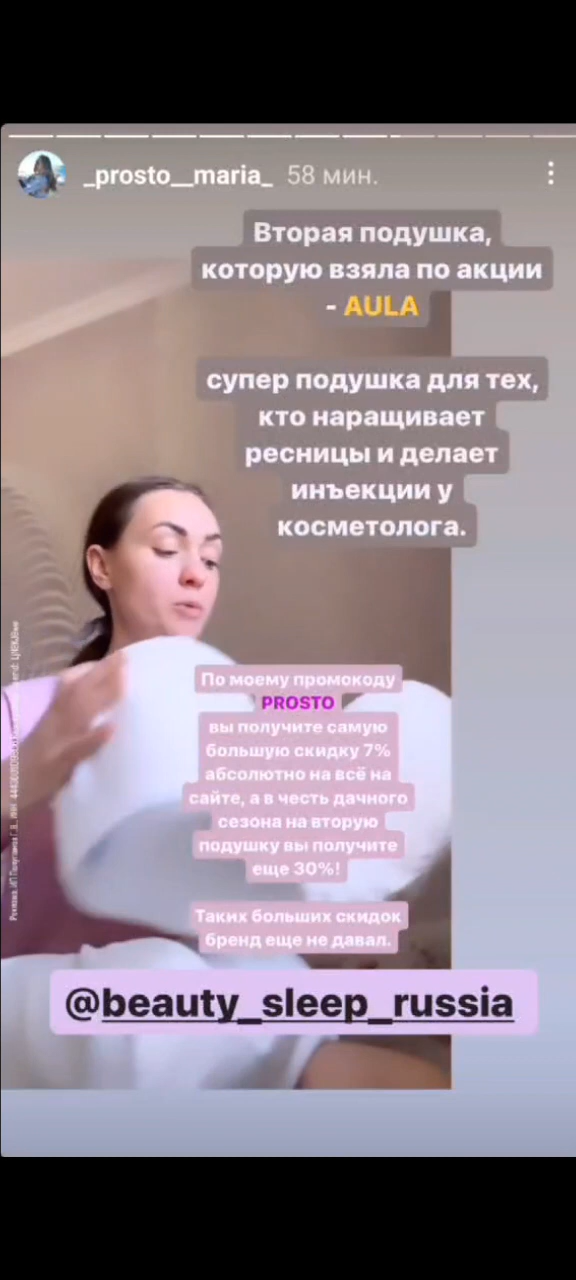 _prosto__maria_ 58 мин.
Вторая подушка,
которую взяла по акции
- AULA
супер подушка для тех,
кто наращивает
ресницы и делает
инъекции у
косметолога.
По моему промокоду
PROSTO
вы получите самую
большую скидку 7%
абсолютно на всё на
сайте, а в честь дачного
сезона на вторую
подушку вы получите
еще 30%!
Таких больших скидок
бренд еще не давал.
@beauty_sleep_russia
Реклама. ИП